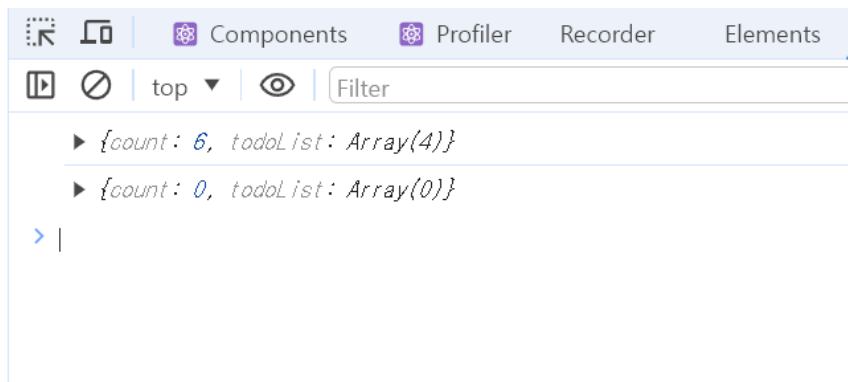 Components Profiler Recorder Elements
top ▼ Filter
▶ {count: 6, todoList: Array(4)}
▶ {count: 0, todoList: Array(0)}
>